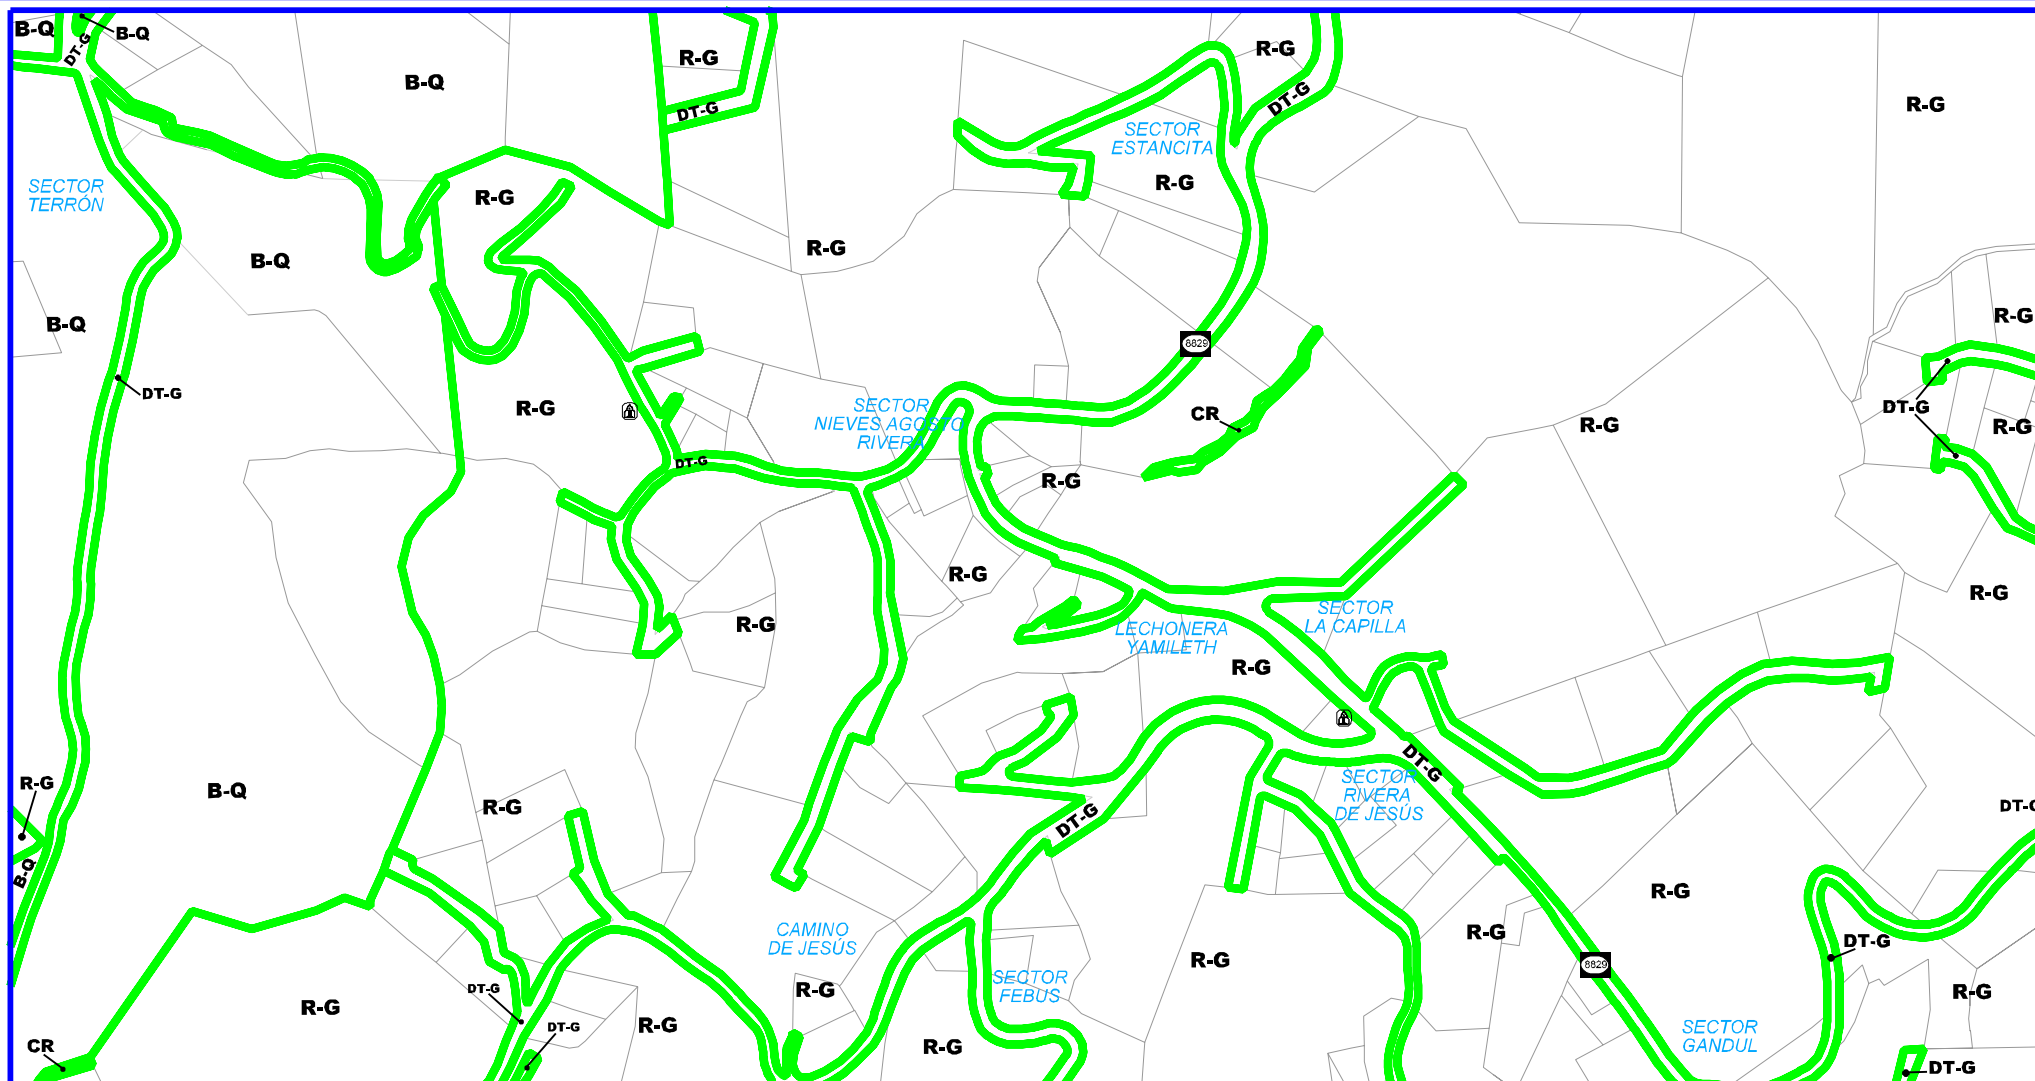 B-Q
B-Q
DT-G
B-Q
R-G
DT-G
R-G
DT-G
R-G
SECTOR
ESTANCITA
R-G
SECTOR
TERRÓN
R-G
R-G
B-Q
B-Q
R-G
8829
DT-G
R-G
SECTOR
NIEVES AGOSTO
RIVERA
CR
DT-G
R-G
R-G
DT-G
R-G
R-G
R-G
SECTOR
LA CAPILLA
R-G
LECHONERA
YAMILETH
R-G
DT-G
SECTOR
RIVERA
DE JESÚS
R-G
B-Q
R-G
DT-G
B-Q
R-G
CAMINO
DE JESÚS
R-G
R-G
DT-G
8829
SECTOR
FEBUS
DT-G
R-G
R-G
R-G
R-G
DT-G
SECTOR
GANDUL
CR
R-G
DT-G